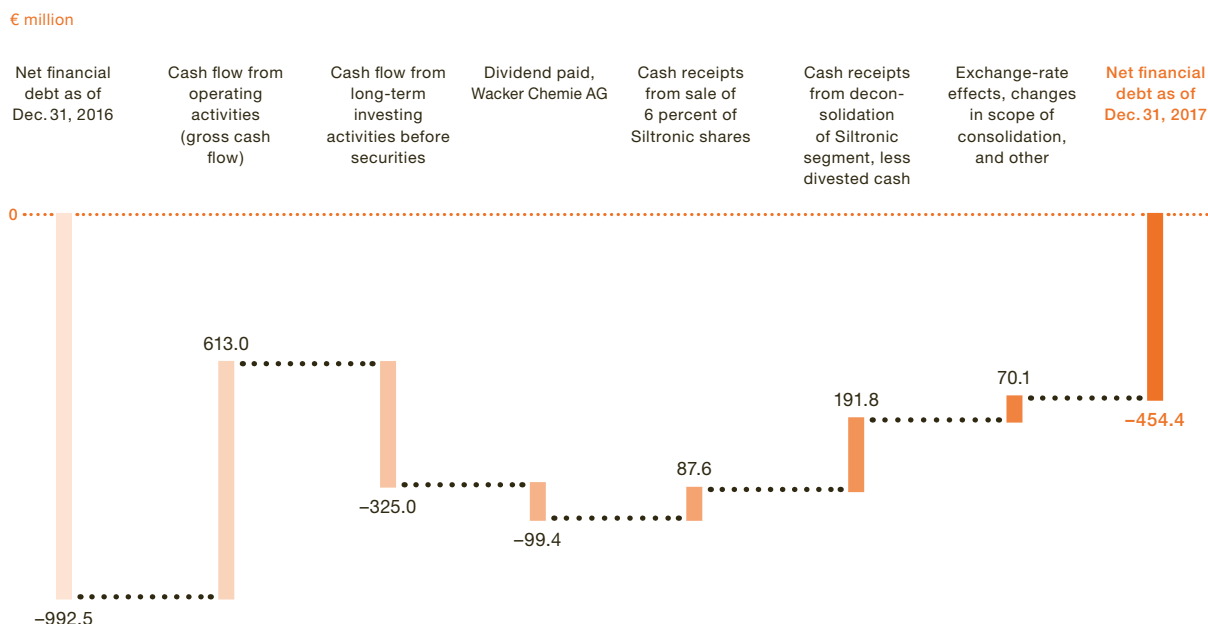 € million
Net financial
debt as of
Dec. 31, 2016
Cash flow from
operating
activities
(gross cash
flow)
Cash flow from
long-term
investing
activities before
securities
Dividend paid,
Wacker Chemie AG
Cash receipts
from sale of
6 percent of
Siltronic shares
Cash receipts
from decon-
solidation
of Siltronic
segment, less
divested cash
Exchange-rate
effects, changes
in scope of
consolidation,
and other
Net financial
debt as of
Dec. 31, 2017
0
–992.5
613.0
–325.0
–99.4
87.6
191.8
70.1
–454.4